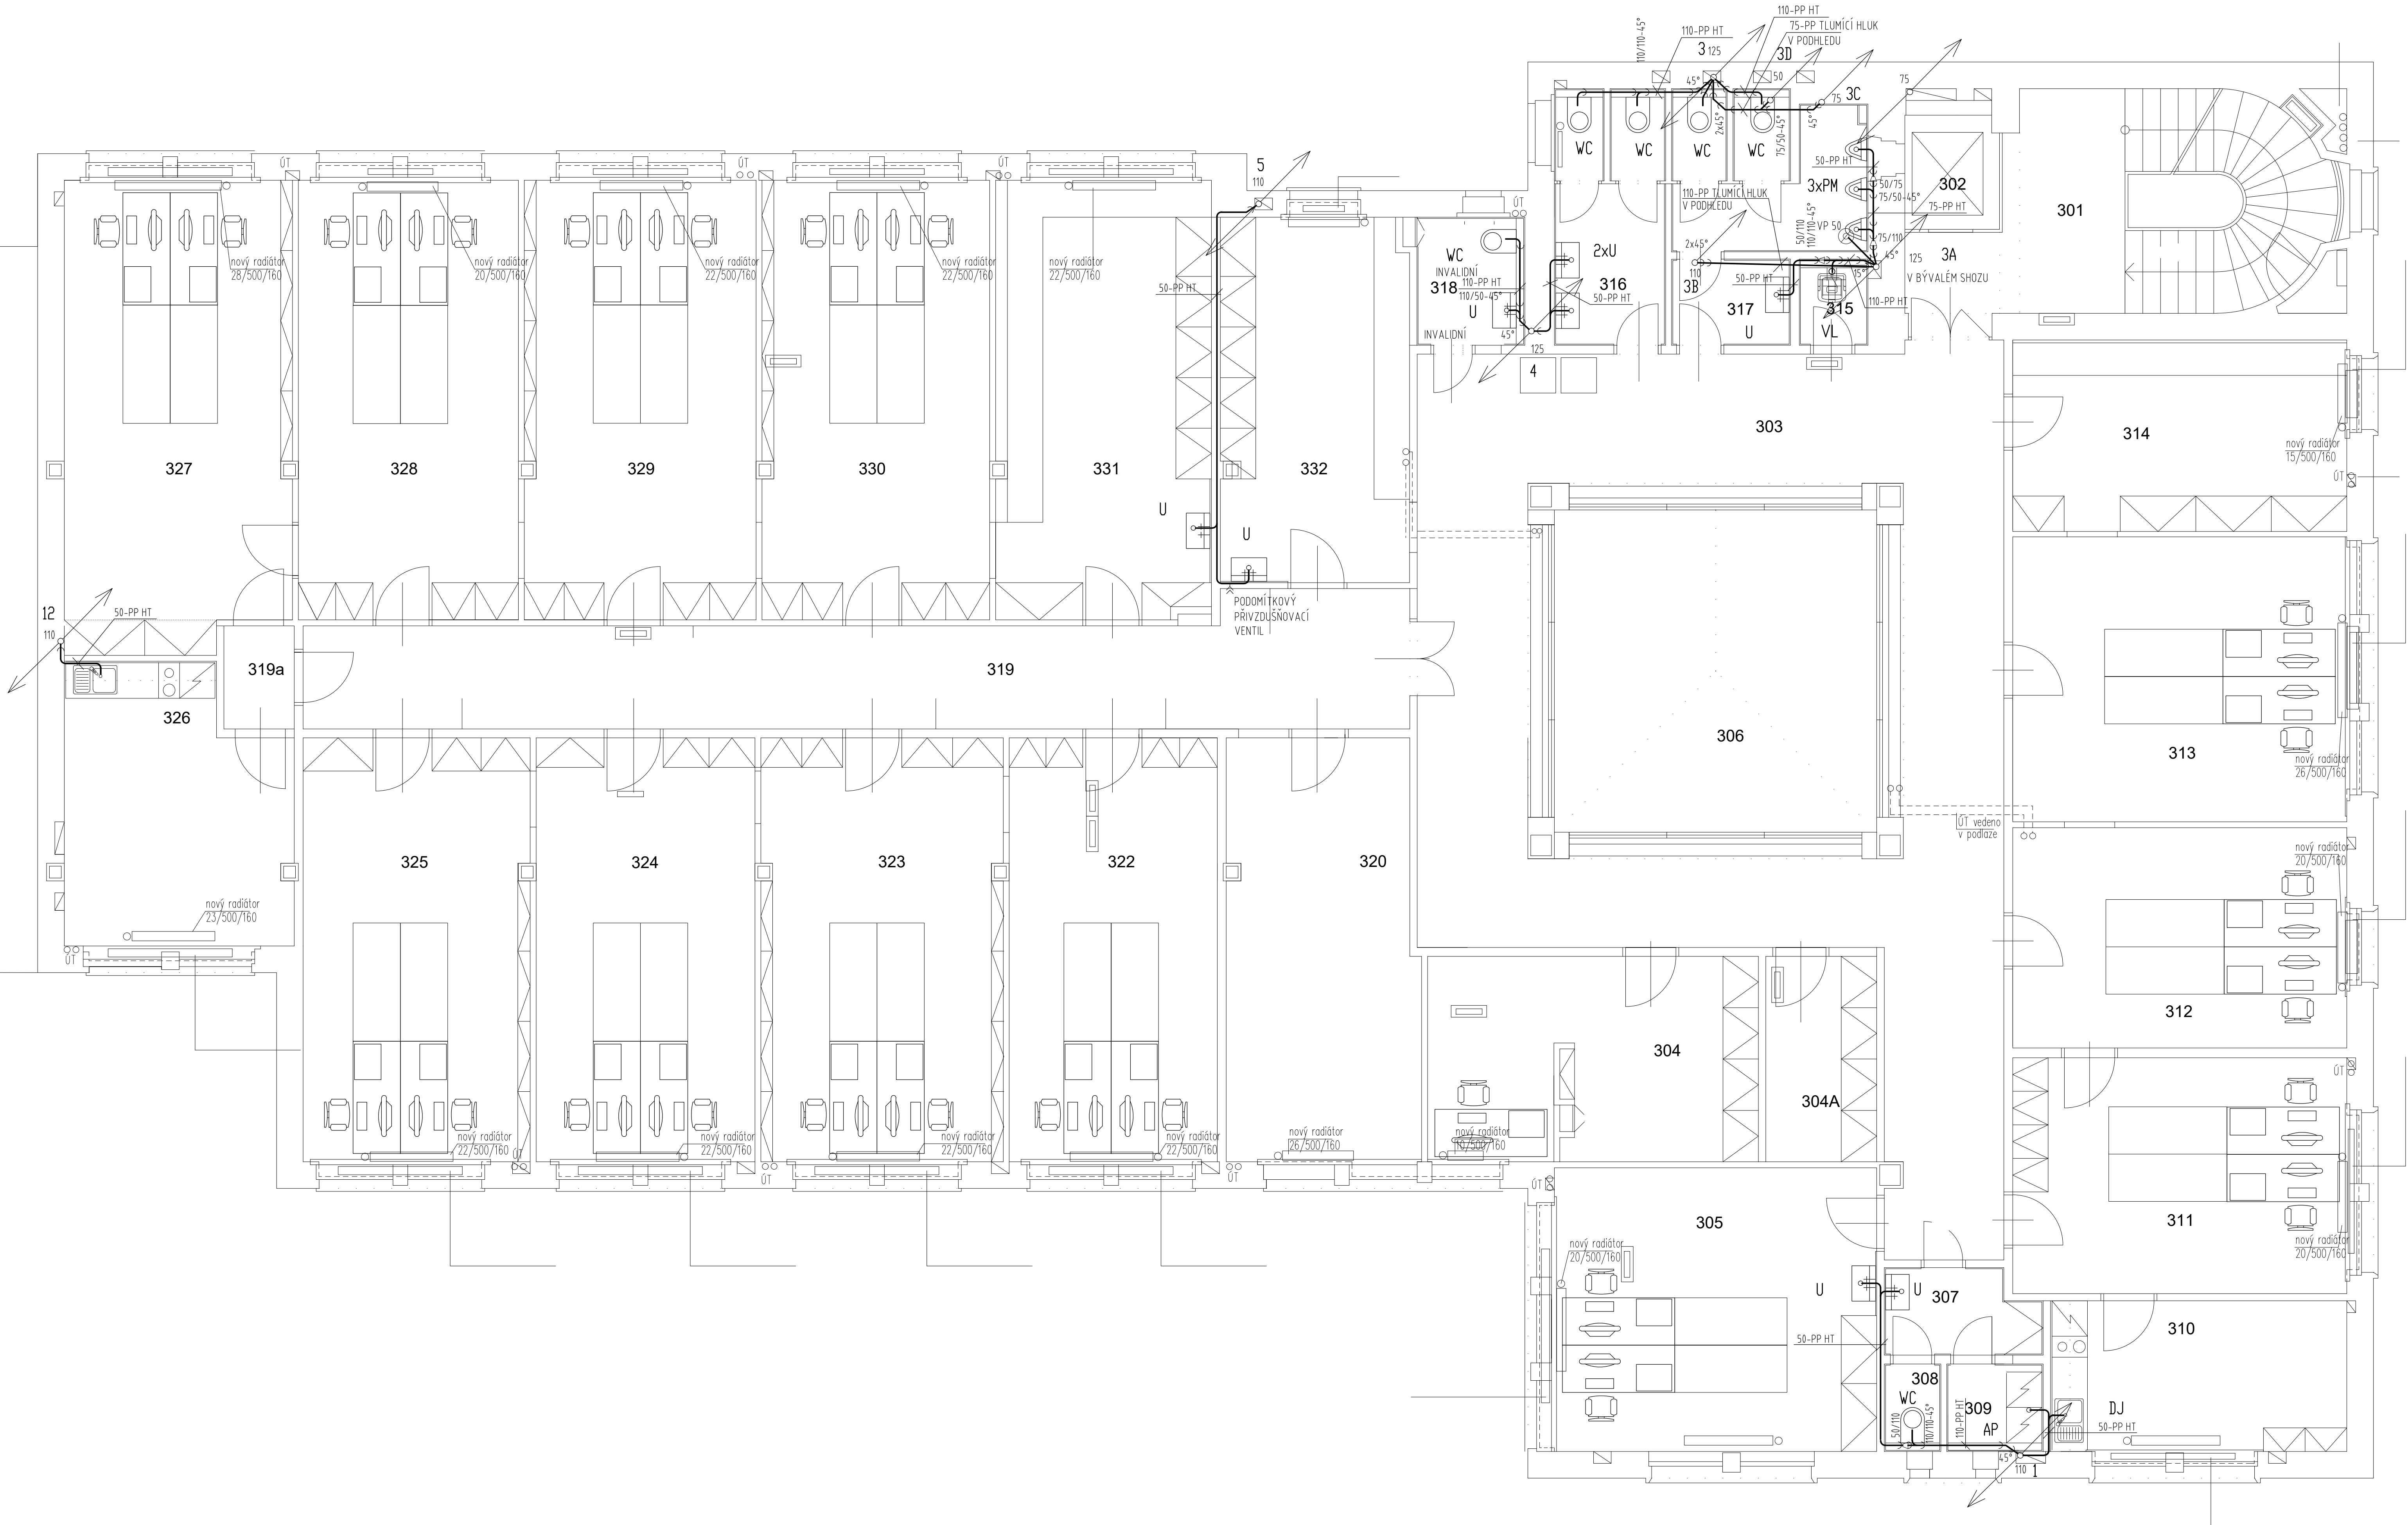 110-PP HT
75-PP TLUMÍCÍ HLUK
V PODHLEDU
110-PP HT
110/110-45°
3 125
3D
45°
50
75
3C
75
2x45°
75/50-45°
45°
WC
WC
WC
WC
50-PP HT
3xPM
50/75
75/50-45°
75-PP HT
302
301
110-PP TLUMÍCÍ HLUK
V PODHLEDU
VP 50
50/110
110/110-45°
75/110
45°
125
3A
V BÝVALÉM SHOZU
2x45°
110
3B
50-PP HT
45°
110-PP HT
315
VL
317
U
2xU
316
50-PP HT
ÚT
WC
INVALIDNÍ
318
110-PP HT
110/50-45°
U
INVALIDNÍ
45°
125
4
5
110
50-PP HT
ÚT
ÚT
ÚT
nový radiátor
28/500/160
nový radiátor
20/500/160
nový radiátor
22/500/160
nový radiátor
22/500/160
nový radiátor
22/500/160
327
328
329
330
331
332
303
314
nový radiátor
15/500/160
ÚT
U
U
PODOMÍTKOVÝ
PŘIVZDUŠŇOVACÍ
VENTIL
12
110
50-PP HT
319a
319
326
306
313
nový radiátor
26/500/160
ÚT vedeno
v podlaze
325
324
323
322
320
nový radiátor
20/500/160
312
nový radiátor
23/500/160
ÚT
304
304A
ÚT
nový radiátor
22/500/160
ÚT
nový radiátor
22/500/160
ÚT
nový radiátor
22/500/160
nový radiátor
22/500/160
ÚT
nový radiátor
26/500/160
nový radiátor
10/500/160
ÚT
305
nový radiátor
20/500/160
311
nový radiátor
20/500/160
U
U
307
50-PP HT
310
308
WC
50/110
110/110-45°
110-PP HT
309
AP
DJ
50-PP HT
45°
110
1